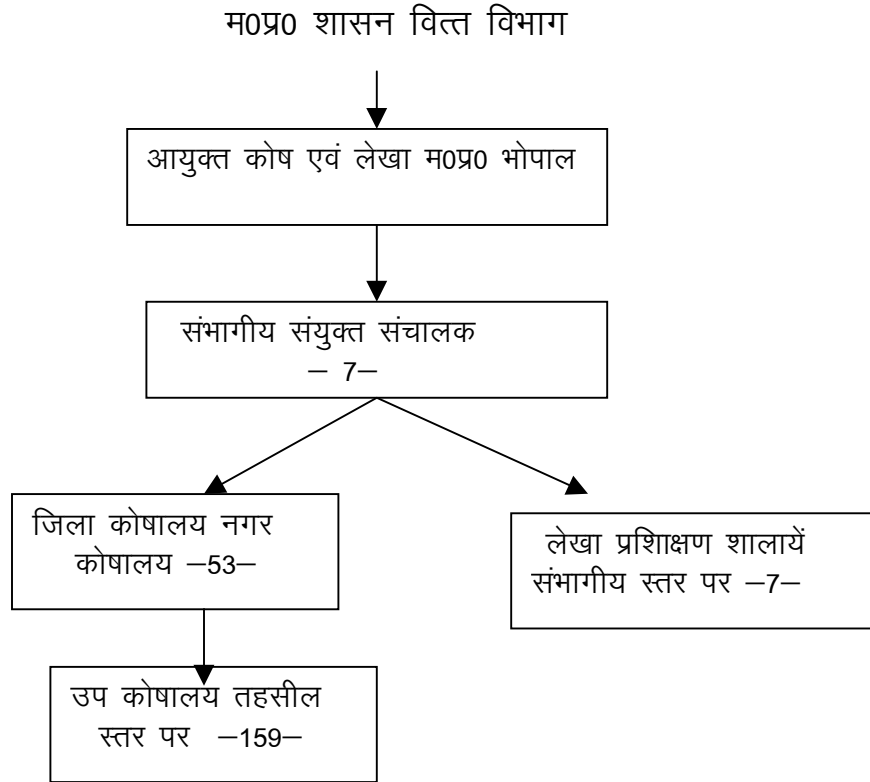 म0प्र0 शासन वित्त विभाग
आयुक्त कोष एवं लेखा म0प्र0 भोपाल
संभागीय संयुक्त संचालक
– 7–
जिला कोषालय नगर
कोषालय –53–
लेखा प्रशिाक्षण शालायें
संभागीय स्तर पर –7–
उप कोषालय तहसील
स्तर पर –159–